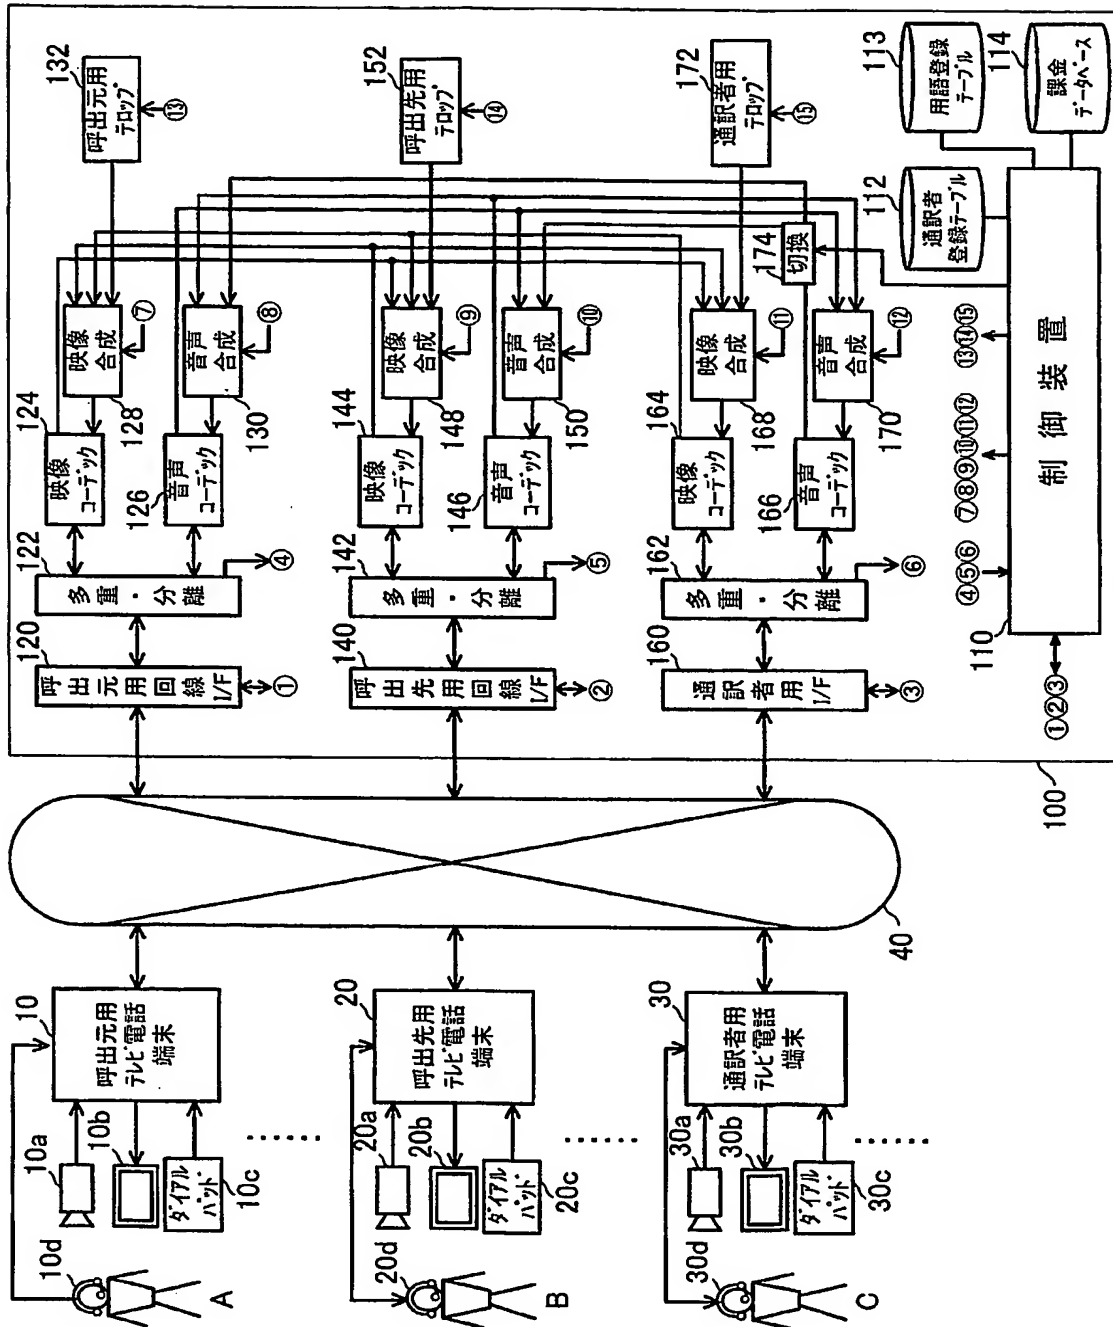 A
10d
10a
10b
ダイアル
パッド
10c
10
呼出元用
テレビ電話
端末
B
20d
20a
20b
ダイアル
パッド
20c
20
呼出先用
テレビ電話
端末
C
30d
30a
30b
ダイアル
パッド
30c
30
通訳者用
テレビ電話
端末
40
100
120
呼出元用回線
I/F
①
122
多重・分離
④
124
映像
コーデック
126
音声
コーデック
128
映像
合成
⑦
130
音声
合成
⑧
132
呼出元用
テロップ
⑬
140
呼出先用回線
I/F
②
142
多重・分離
⑤
144
映像
コーデック
146
音声
コーデック
148
映像
合成
⑨
150
音声
合成
⑩
152
呼出先用
テロップ
⑭
160
通訳者用
I/F
③
162
多重・分離
⑥
164
映像
コーデック
166
音声
コーデック
168
映像
合成
⑪
170
音声
合成
⑫
172
通訳者用
テロップ
⑮
174
切換
110
制御装置
①②③
④⑤⑥
⑦⑧⑨⑩⑪⑫
⑬⑭⑮
112
通訳者
登録テーブル
113
用語登録
テーブル
114
課金
データベース